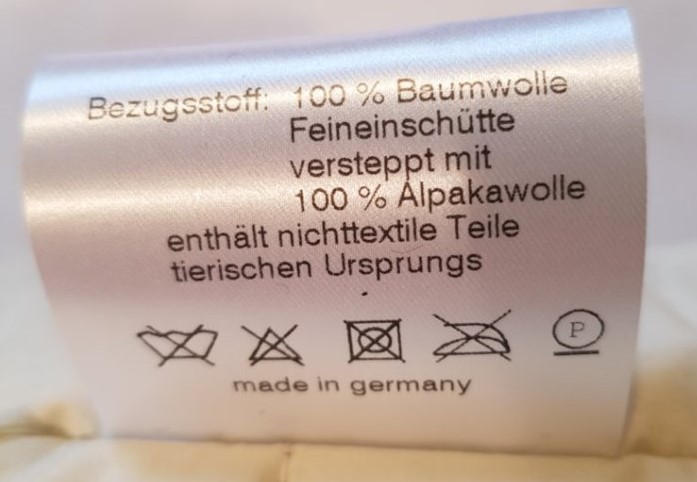 Bezugsstoff: 100 % Baumwolle
Feineinschütte
versteppt mit
100 % Alpakawolle
enthält nichttextile Teile
tierischen Ursprungs
P
made in germany